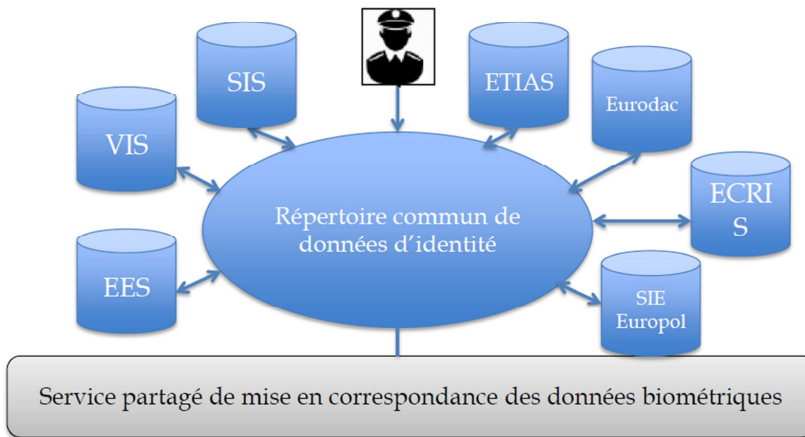 SIS
ETIAS
Eurodac
VIS
ECRI
S
Répertoire commun de
données d'identité
EES
SIE
Europol
Service partagé de mise en correspondance des données biométriques